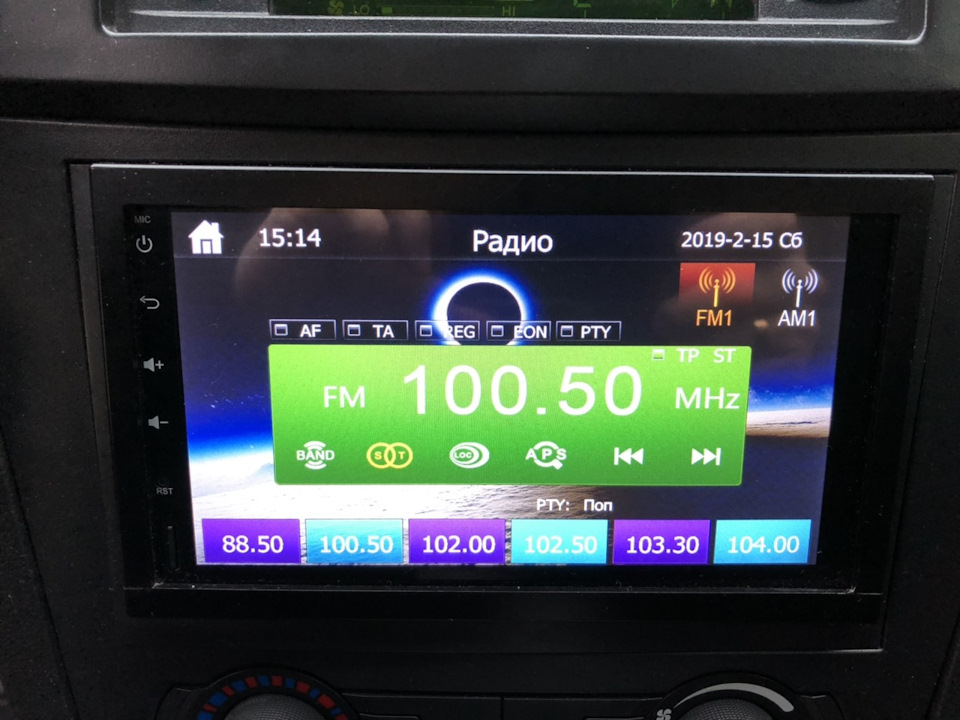 LO HI
MIC
15:14 Радио 2019-2-15 Сб
FM1 AM1
AF TA REG EON PTY
TP ST
FM 100.50 MHz
BAND S T LOC APS
RST
PTY: Поп
88.50 100.50 102.00 102.50 103.30 104.00